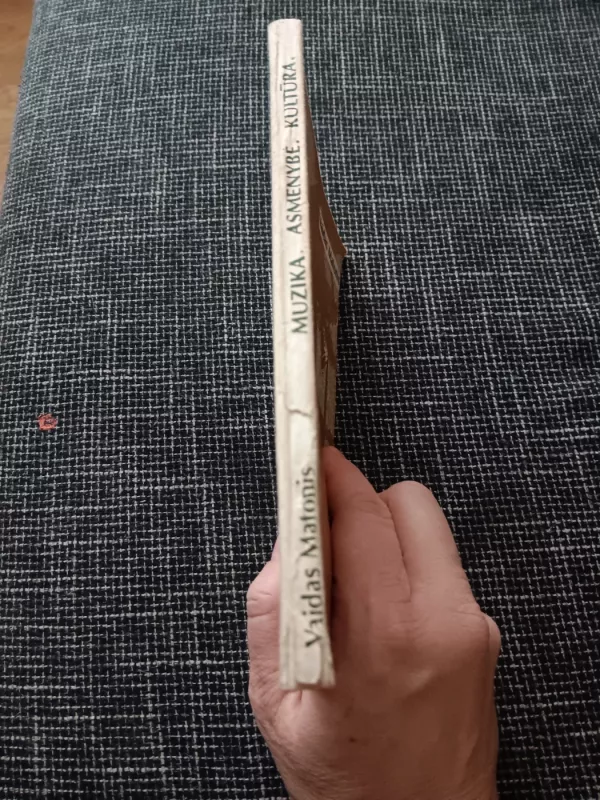 Vaidas Matonis
MUZIKA. ASMENYBĖ. KULTŪRA.